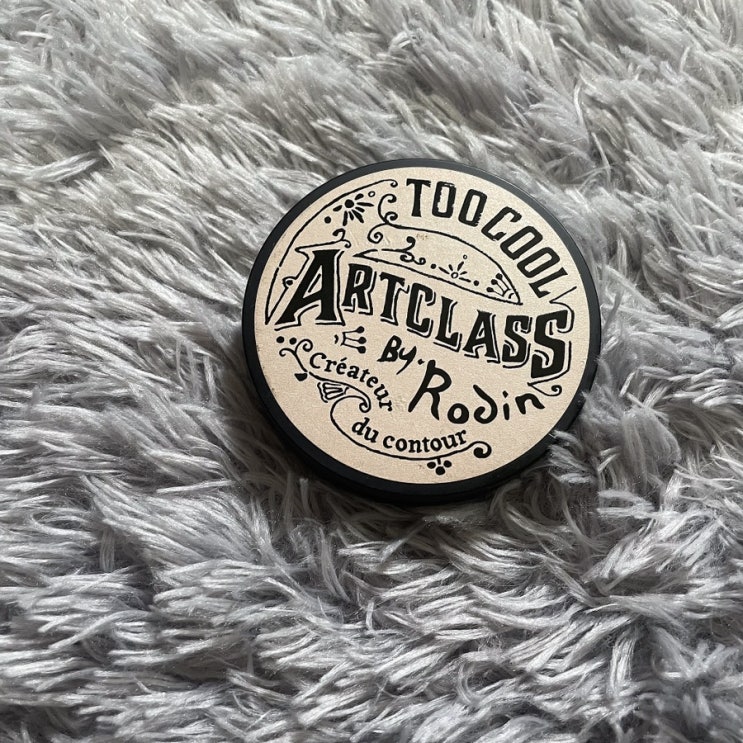 TOO COOL
ARTCLASS
BY Rodin
Créateur
du contour